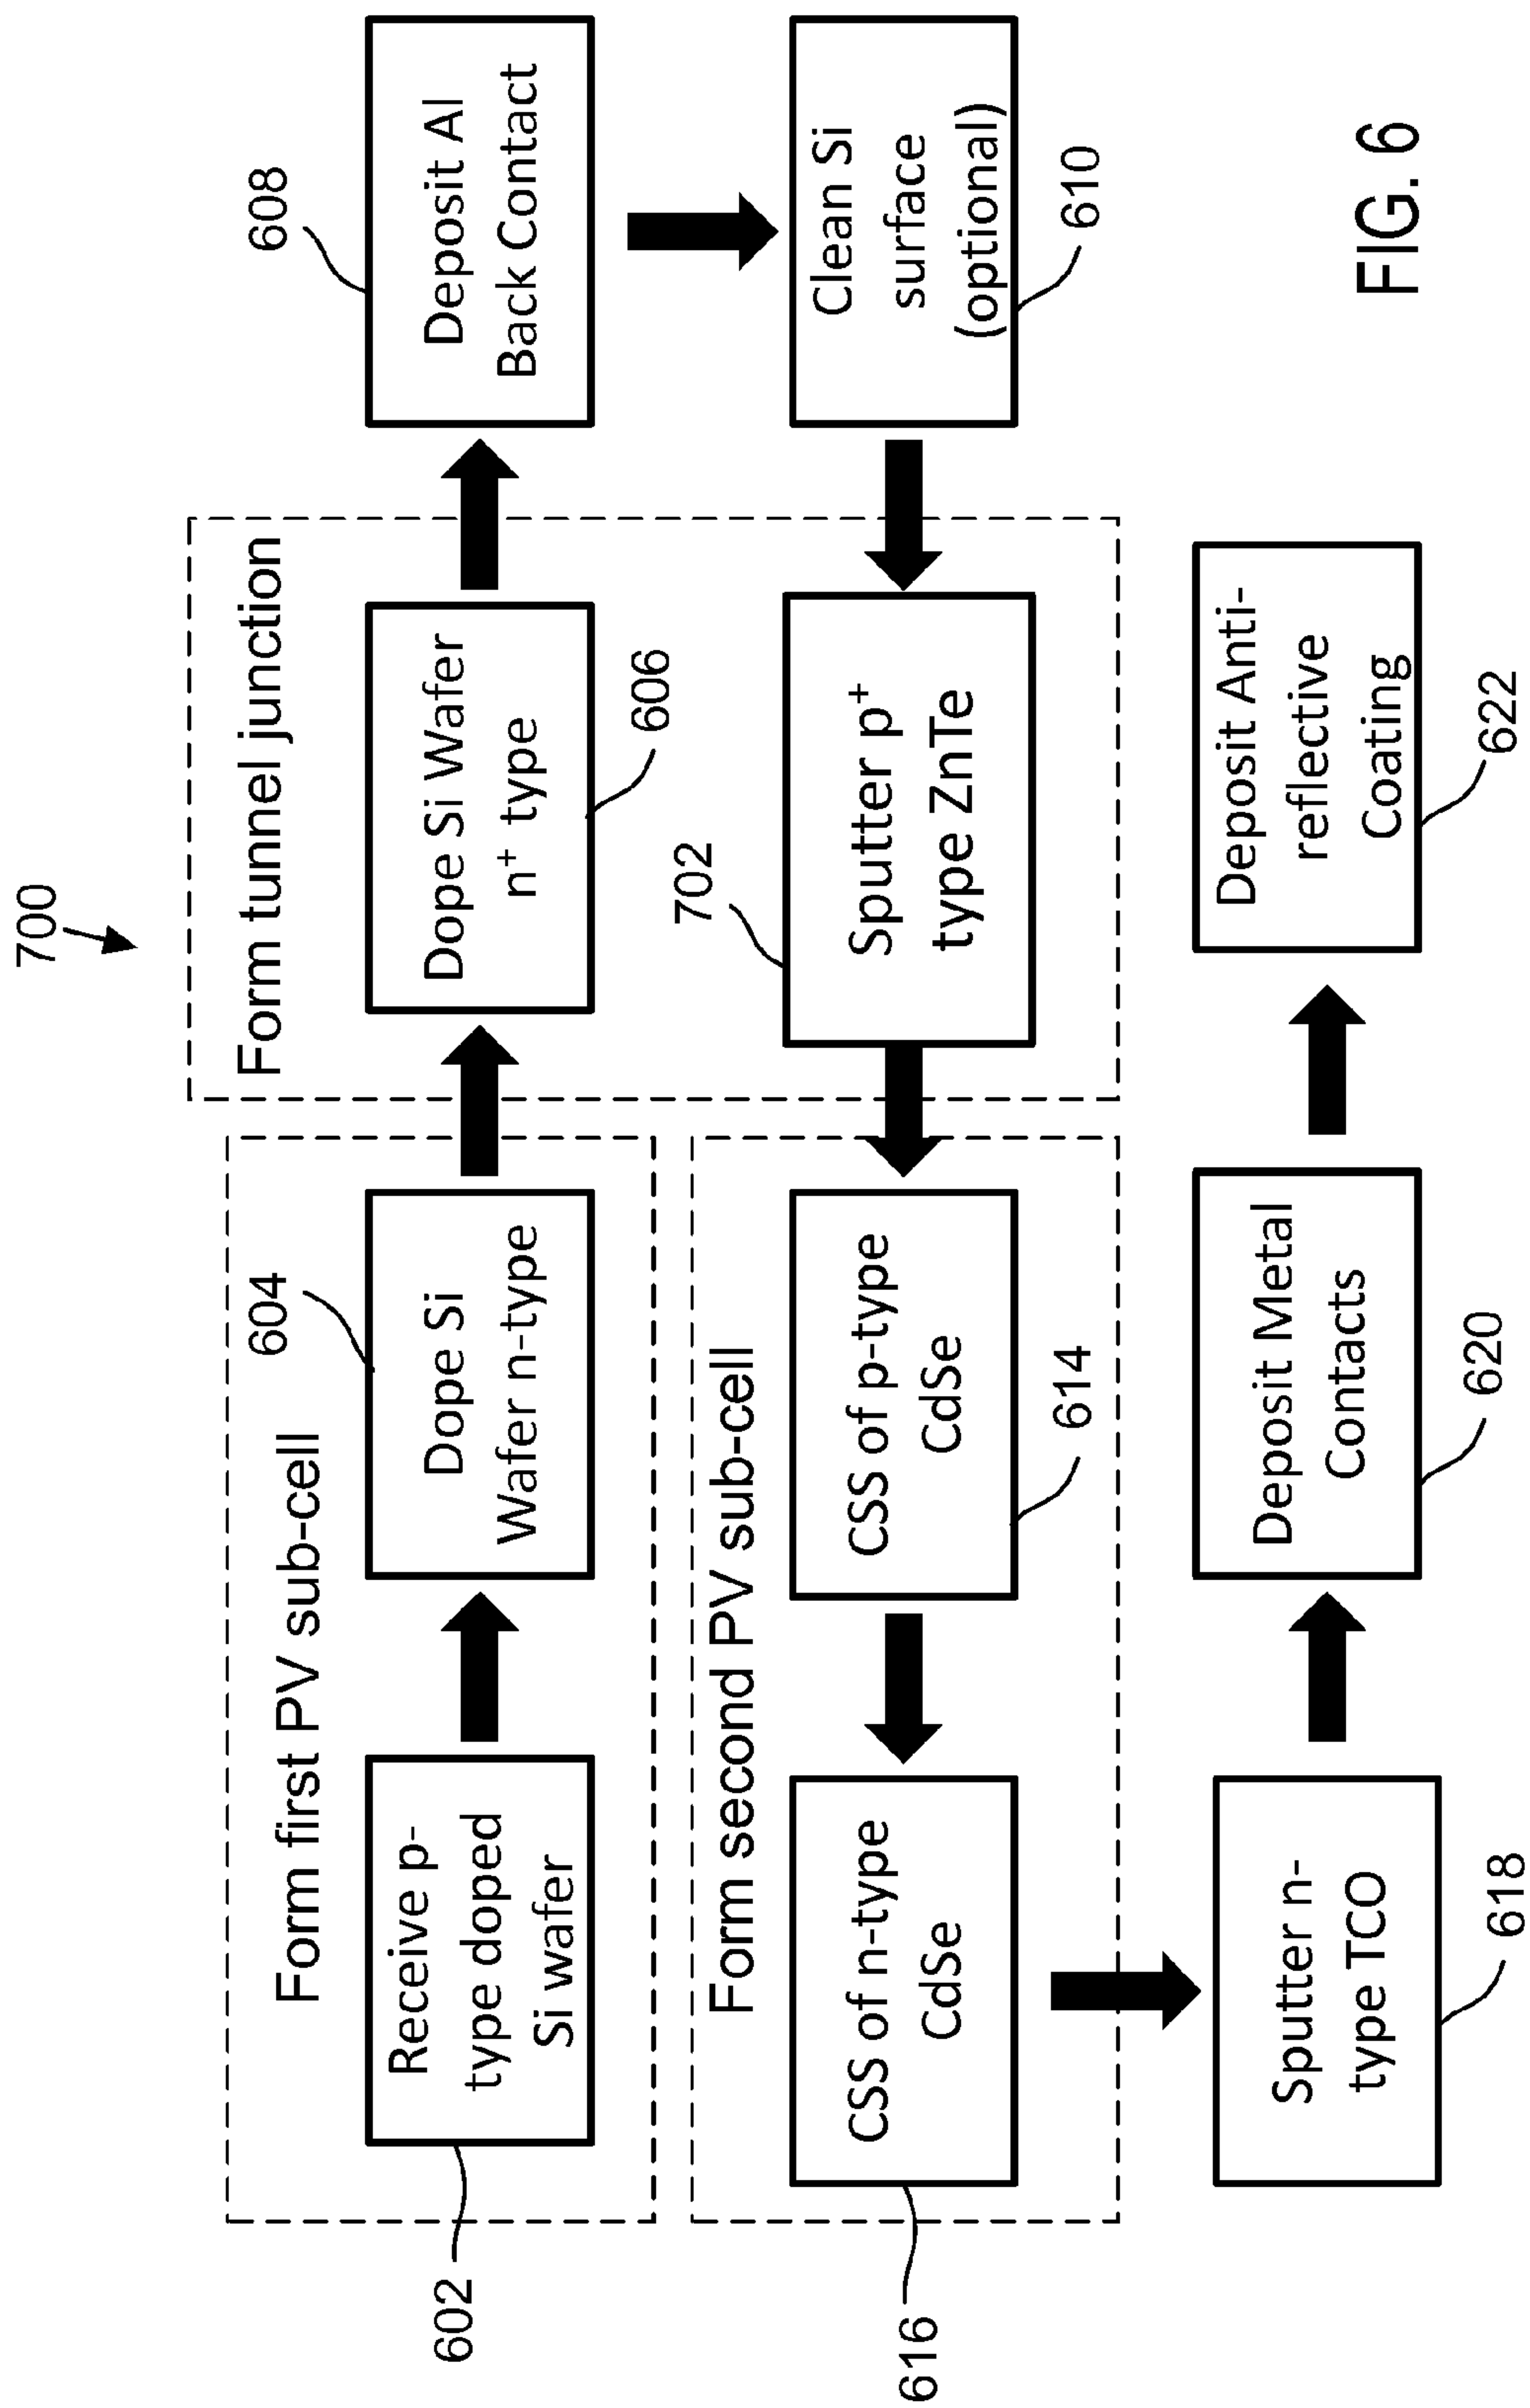 700
Form first PV sub-cell
602
Receive p-
type doped
Si wafer
604
Dope Si
Wafer n-type
Form tunnel junction
Dope Si Wafer
n⁺ type
606
608
Deposit Al
Back Contact
Clean Si
surface
(optional)
610
702
Sputter p⁺
type ZnTe
Form second PV sub-cell
CSS of p-type
CdSe
614
CSS of n-type
CdSe
616
Sputter n-
type TCO
618
Deposit Metal
Contacts
620
Deposit Anti-
reflective
Coating
622
FIG. 6